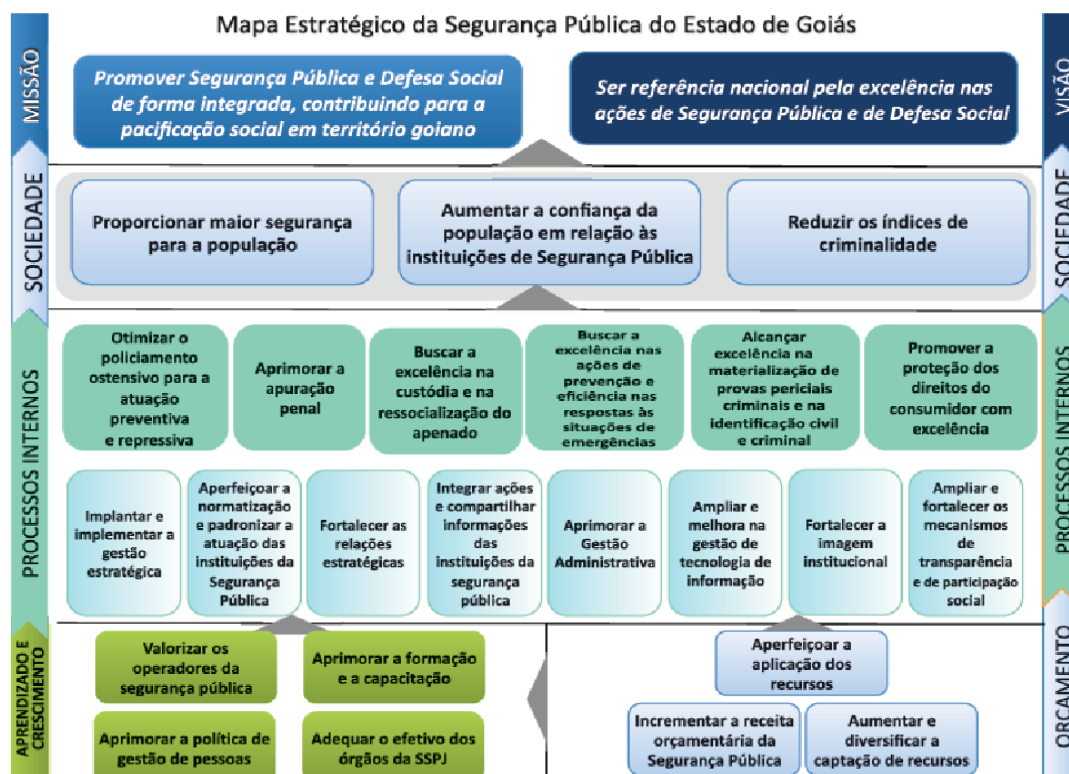 Mapa Estratégico da Segurança Pública do Estado de Goiás
MISSÃO
Promover Segurança Pública e Defesa Social
de forma integrada, contribuindo para a
pacificação social em território goiano
Ser referência nacional pela excelência nas
ações de Segurança Pública e de Defesa Social
VISÃO
SOCIEDADE
Proporcionar maior segurança
para a população
Aumentar a confiança da
população em relação às
instituições de Segurança Pública
Reduzir os índices de
criminalidade
SOCIEDADE
PROCESSOS INTERNOS
Otimizar o
policiamento
ostensivo para a
atuação
preventiva
e repressiva
Aprimorar a
apuração
penal
Buscar a
excelência na
custódia e na
ressocialização do
apenado
Buscar a
excelência nas
ações de
prevenção e
eficiência nas
respostas às
situações de
emergências
Alcançar
excelência na
materialização de
provas periciais
criminais e na
identificação civil
e criminal
Promover a
proteção dos
direitos do
consumidor com
excelência
PROCESSOS INTERNOS
Implantar e
implementar a
gestão
estratégica
Aperfeiçoar a
normatização
e padronizar a
atuação das
instituições da
Segurança
Pública
Fortalecer as
relações
estratégicas
Integrar ações
e compartilhar
informações
das
instituições da
segurança
pública
Aprimorar a
Gestão
Administrativa
Ampliar e
melhora na
gestão de
tecnologia de
informação
Fortalecer a
imagem
institucional
Ampliar e
fortalecer os
mecanismos
de
transparência
e de participação
social
APRENDIZADO E
CRESCIMENTO
Valorizar os
operadores da
segurança pública
Aprimorar a formação
e a capacitação
Aprimorar a política de
gestão de pessoas
Adequar o efetivo dos
órgãos da SSPJ
Aperfeiçoar a
aplicação dos
recursos
Incrementar a receita
orçamentária da
Segurança Pública
Aumentar e
diversificar a
captação de recursos
ORÇAMENTO